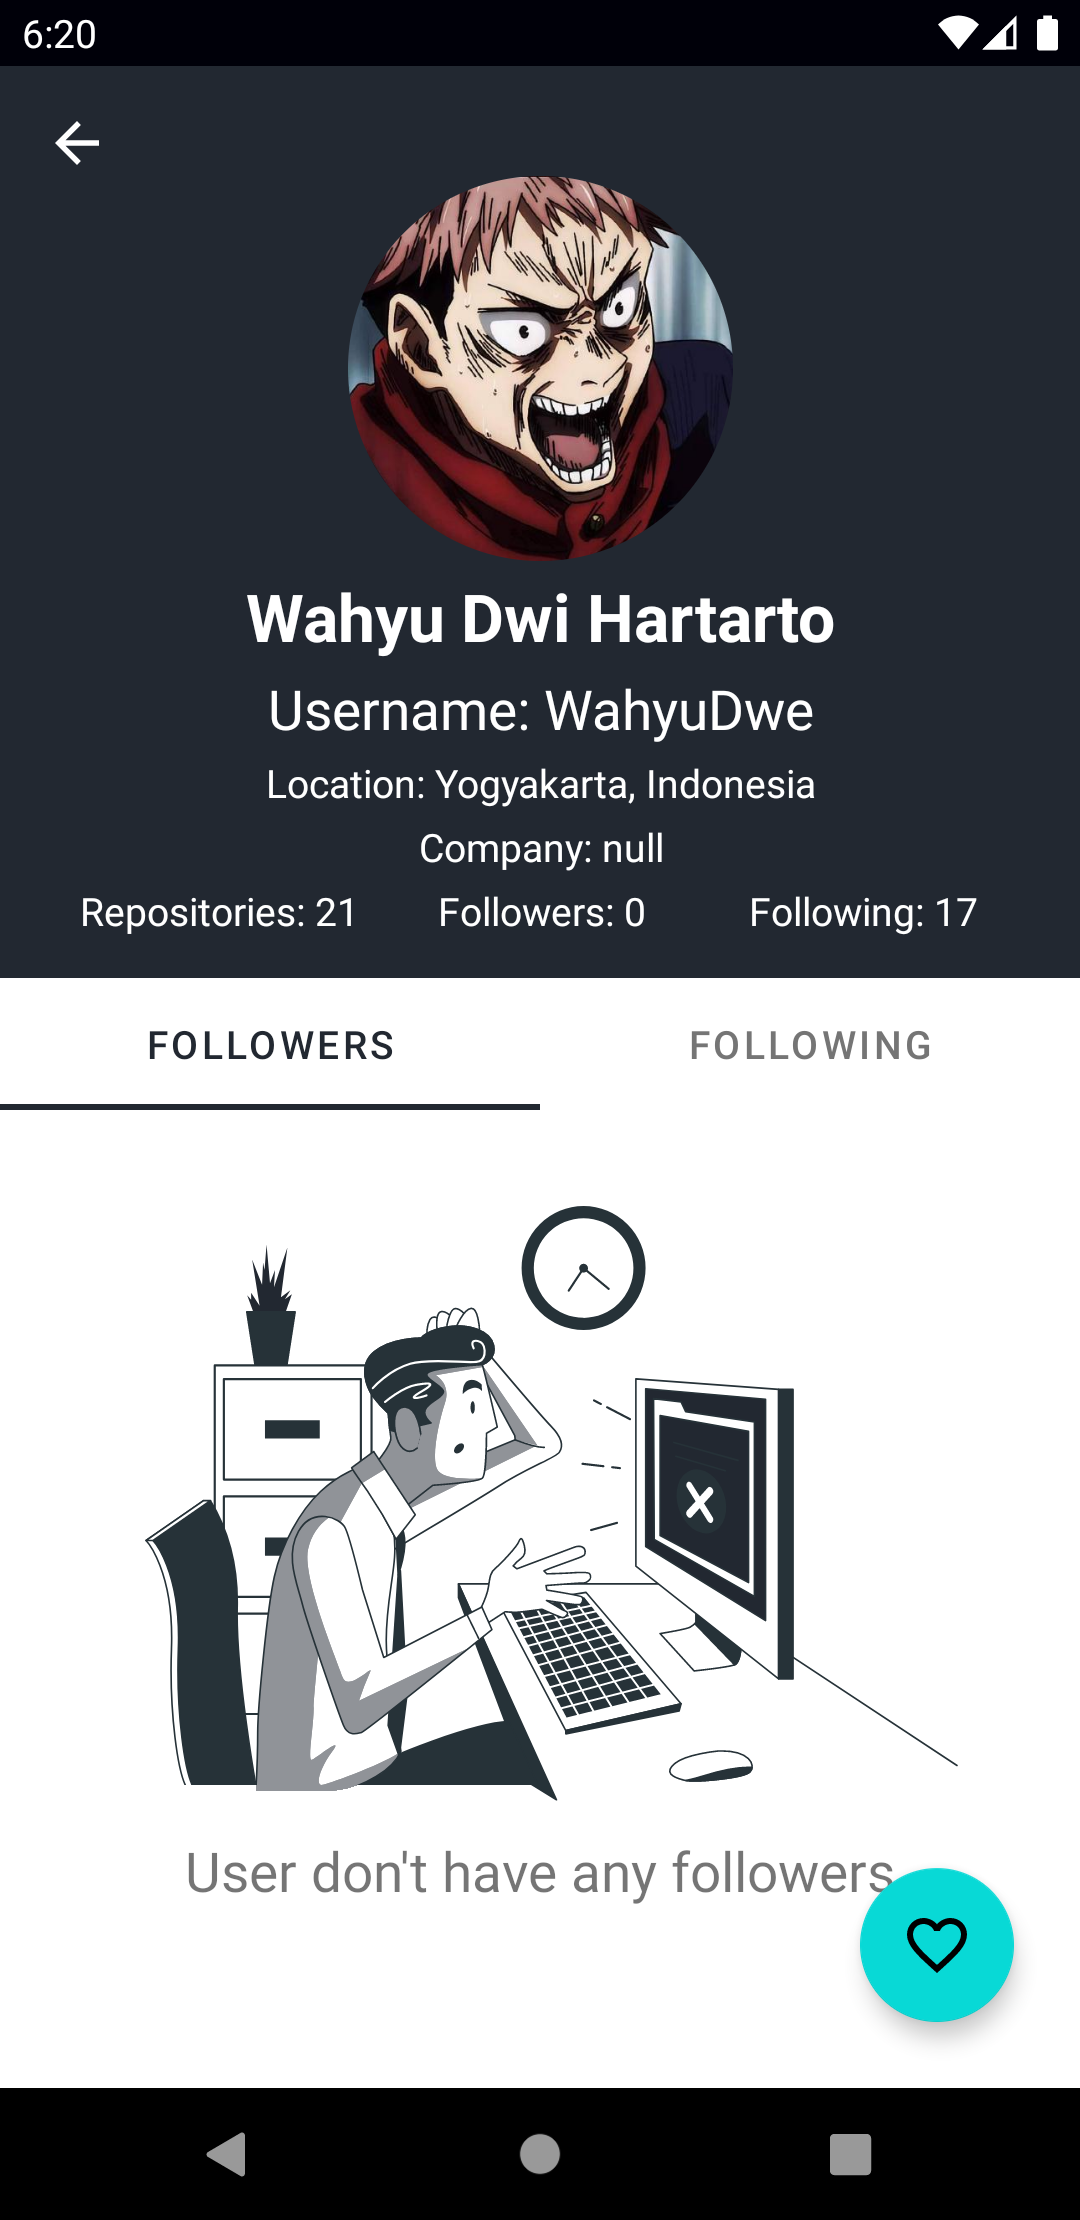 6:20
Wahyu Dwi Hartarto
Username: WahyuDwe
Location: Yogyakarta, Indonesia
Company: null
Repositories: 21 Followers: 0 Following: 17
FOLLOWERS FOLLOWING
User don't have any followers